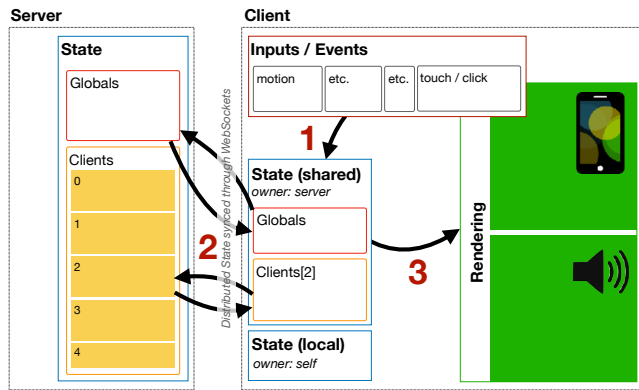 Server
State
Globals
Clients
0
1
2
3
4
Distributed State synced through WebSockets
2
Client
Inputs / Events
motion
etc.
etc.
touch / click
1
State (shared)
owner: server
Globals
Clients[2]
State (local)
owner: self
3
Rendering